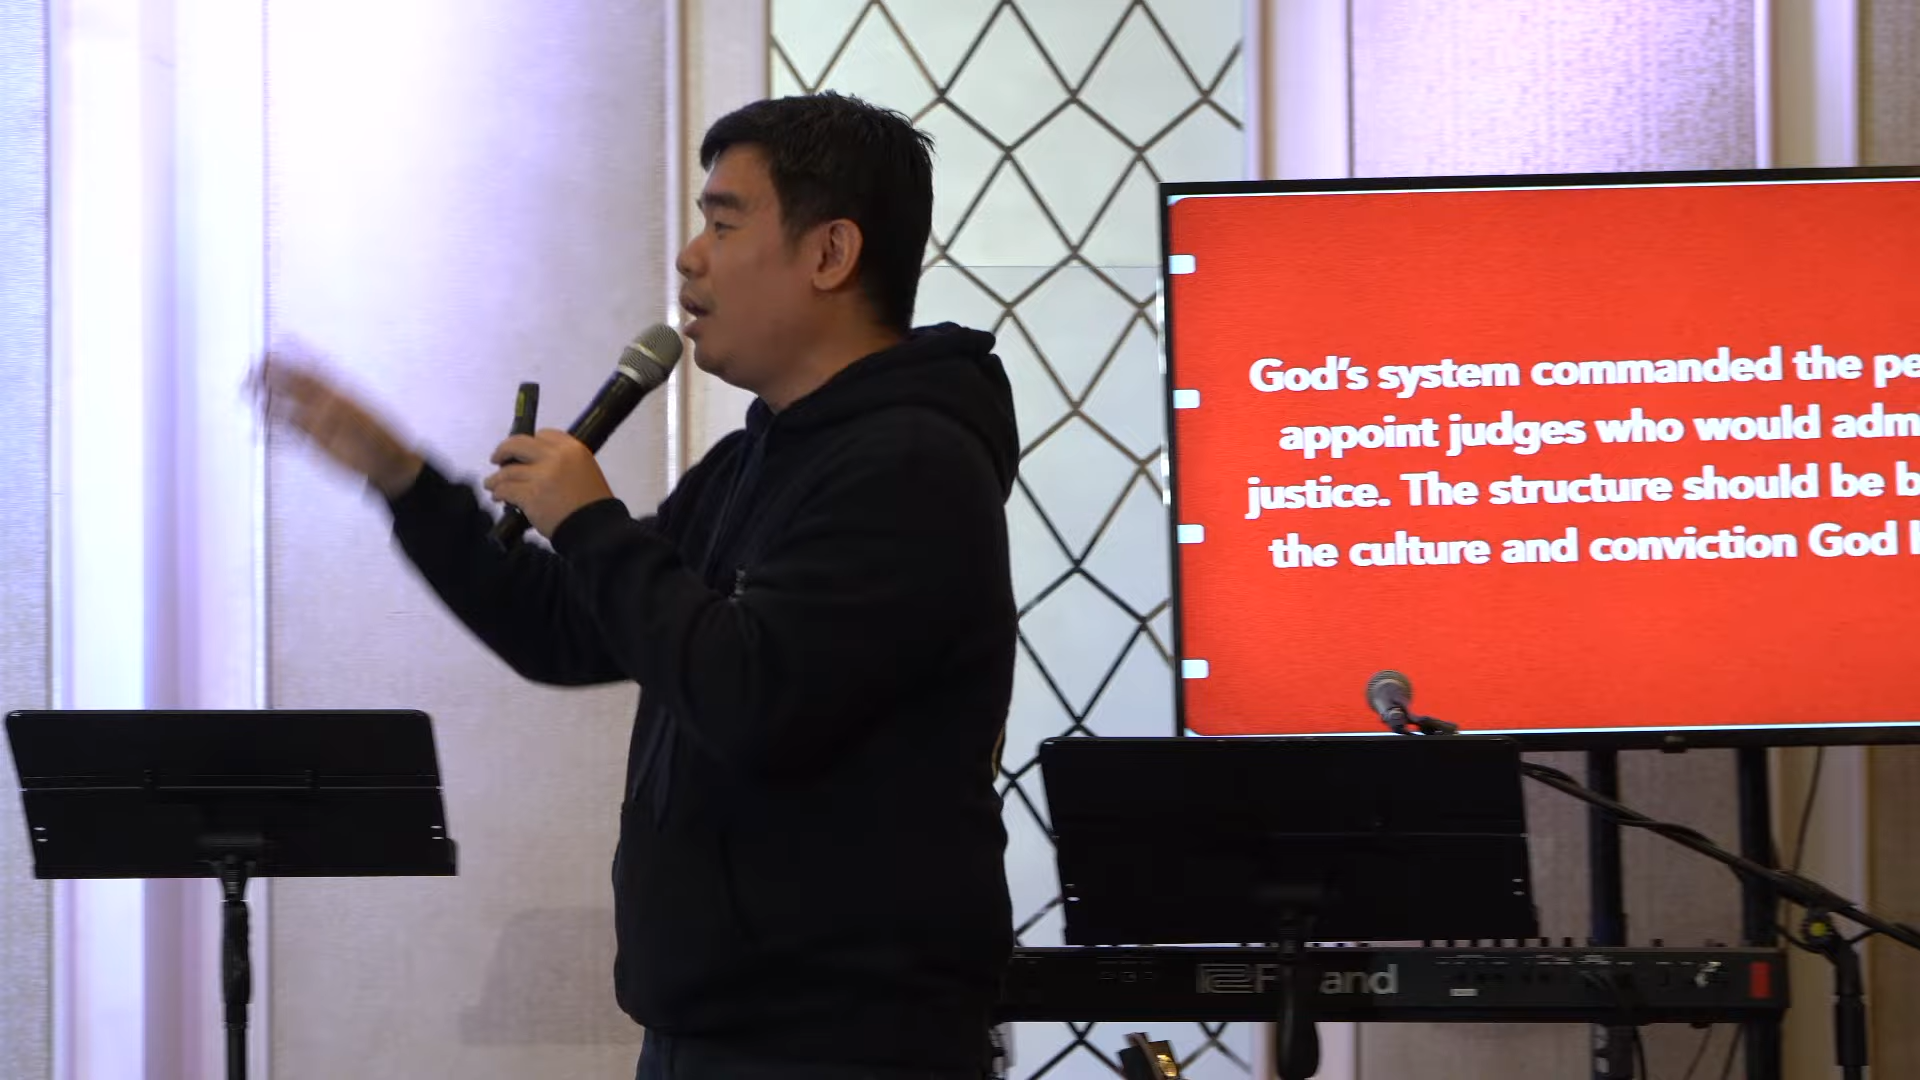 God's system commanded the pe
appoint judges who would adm
justice. The structure should be b
the culture and conviction God
Roland